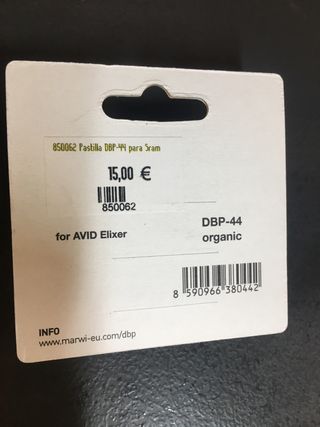 850062 Pastilla DBP-44 para Sram
15,00 €
850062
for AVID Elixer
DBP-44
organic
8 590966 380442
INFO
www.marwi-eu.com/dbp